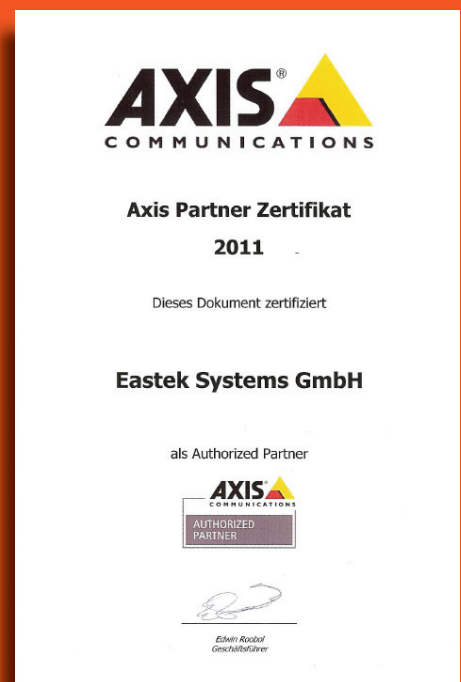 AXIS®
COMMUNICATIONS
Axis Partner Zertifikat
2011
Dieses Dokument zertifiziert
Eastek Systems GmbH
als Authorized Partner
AXIS
COMMUNICATIONS
AUTHORIZED
PARTNER
Edwin Roobol
Geschäftsführer